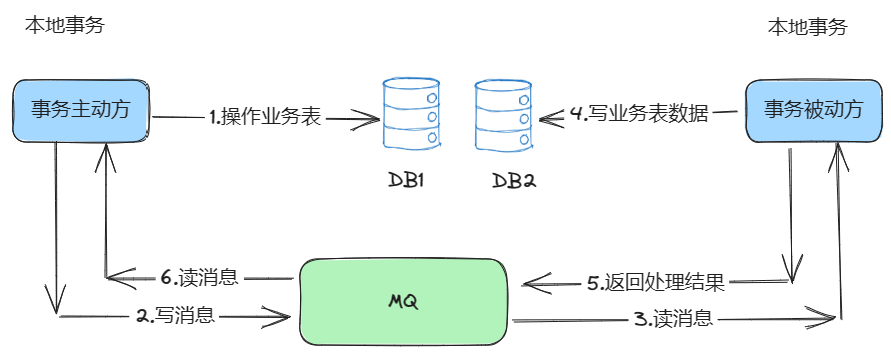 本地事务
本地事务
事务主动方
1.操作业务表
4.写业务表数据
事务被动方
DB1
DB2
6.读消息
5.返回处理结果
MQ
2.写消息
3.读消息